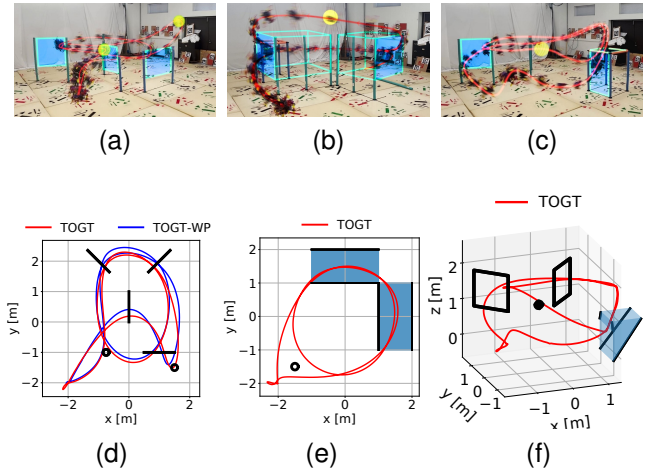 (a) (b) (c)
TOGT TOGT-WP
2
1
0
−1
−2
y [m]
−2 0 2
x [m]
(d)
TOGT
2
1
0
−1
−2
y [m]
−2 0 2
x [m]
(e)
TOGT
2
1
0
z [m]
1
0
−1
y [m]
−1
0
1
x [m]
(f)